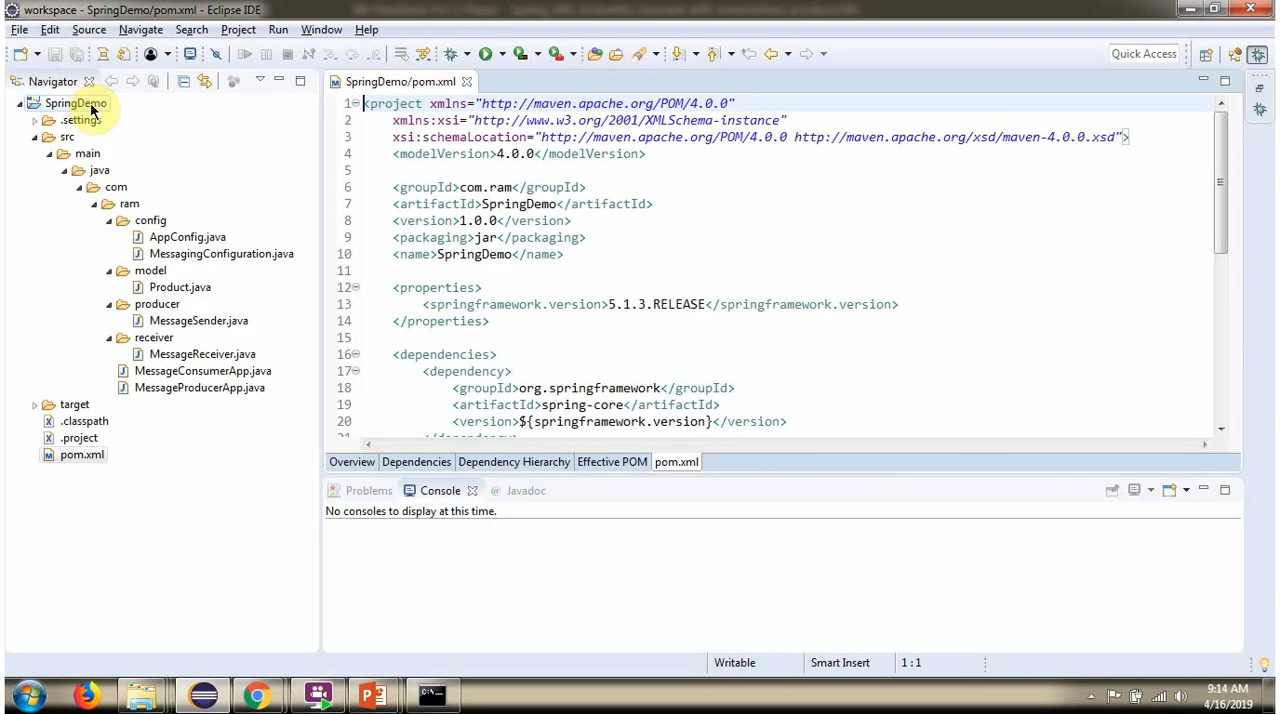 workspace - SpringDemo/pom.xml - Eclipse IDE
File Edit Source Navigate Search Project Run Window Help
Quick Access
Navigator
SpringDemo
.settings
src
main
java
com
ram
config
AppConfig.java
MessagingConfiguration.java
model
Product.java
producer
MessageSender.java
receiver
MessageReceiver.java
MessageConsumerApp.java
MessageProducerApp.java
target
.classpath
.project
pom.xml
SpringDemo/pom.xml
1 <project xmlns="http://maven.apache.org/POM/4.0.0"
2 xmlns:xsi="http://www.w3.org/2001/XMLSchema-instance"
3 xsi:schemaLocation="http://maven.apache.org/POM/4.0.0 http://maven.apache.org/xsd/maven-4.0.0.xsd">
4 <modelVersion>4.0.0</modelVersion>
5
6 <groupId>com.ram</groupId>
7 <artifactId>SpringDemo</artifactId>
8 <version>1.0.0</version>
9 <packaging>jar</packaging>
10 <name>SpringDemo</name>
11
12 <properties>
13 <springframework.version>5.1.3.RELEASE</springframework.version>
14 </properties>
15
16 <dependencies>
17 <dependency>
18 <groupId>org.springframework</groupId>
19 <artifactId>spring-core</artifactId>
20 <version>${springframework.version}</version>
21 </dependency>
Overview Dependencies Dependency Hierarchy Effective POM pom.xml
Problems Console Javadoc
No consoles to display at this time.
Writable Smart Insert 1 : 1
9:14 AM
4/16/2019